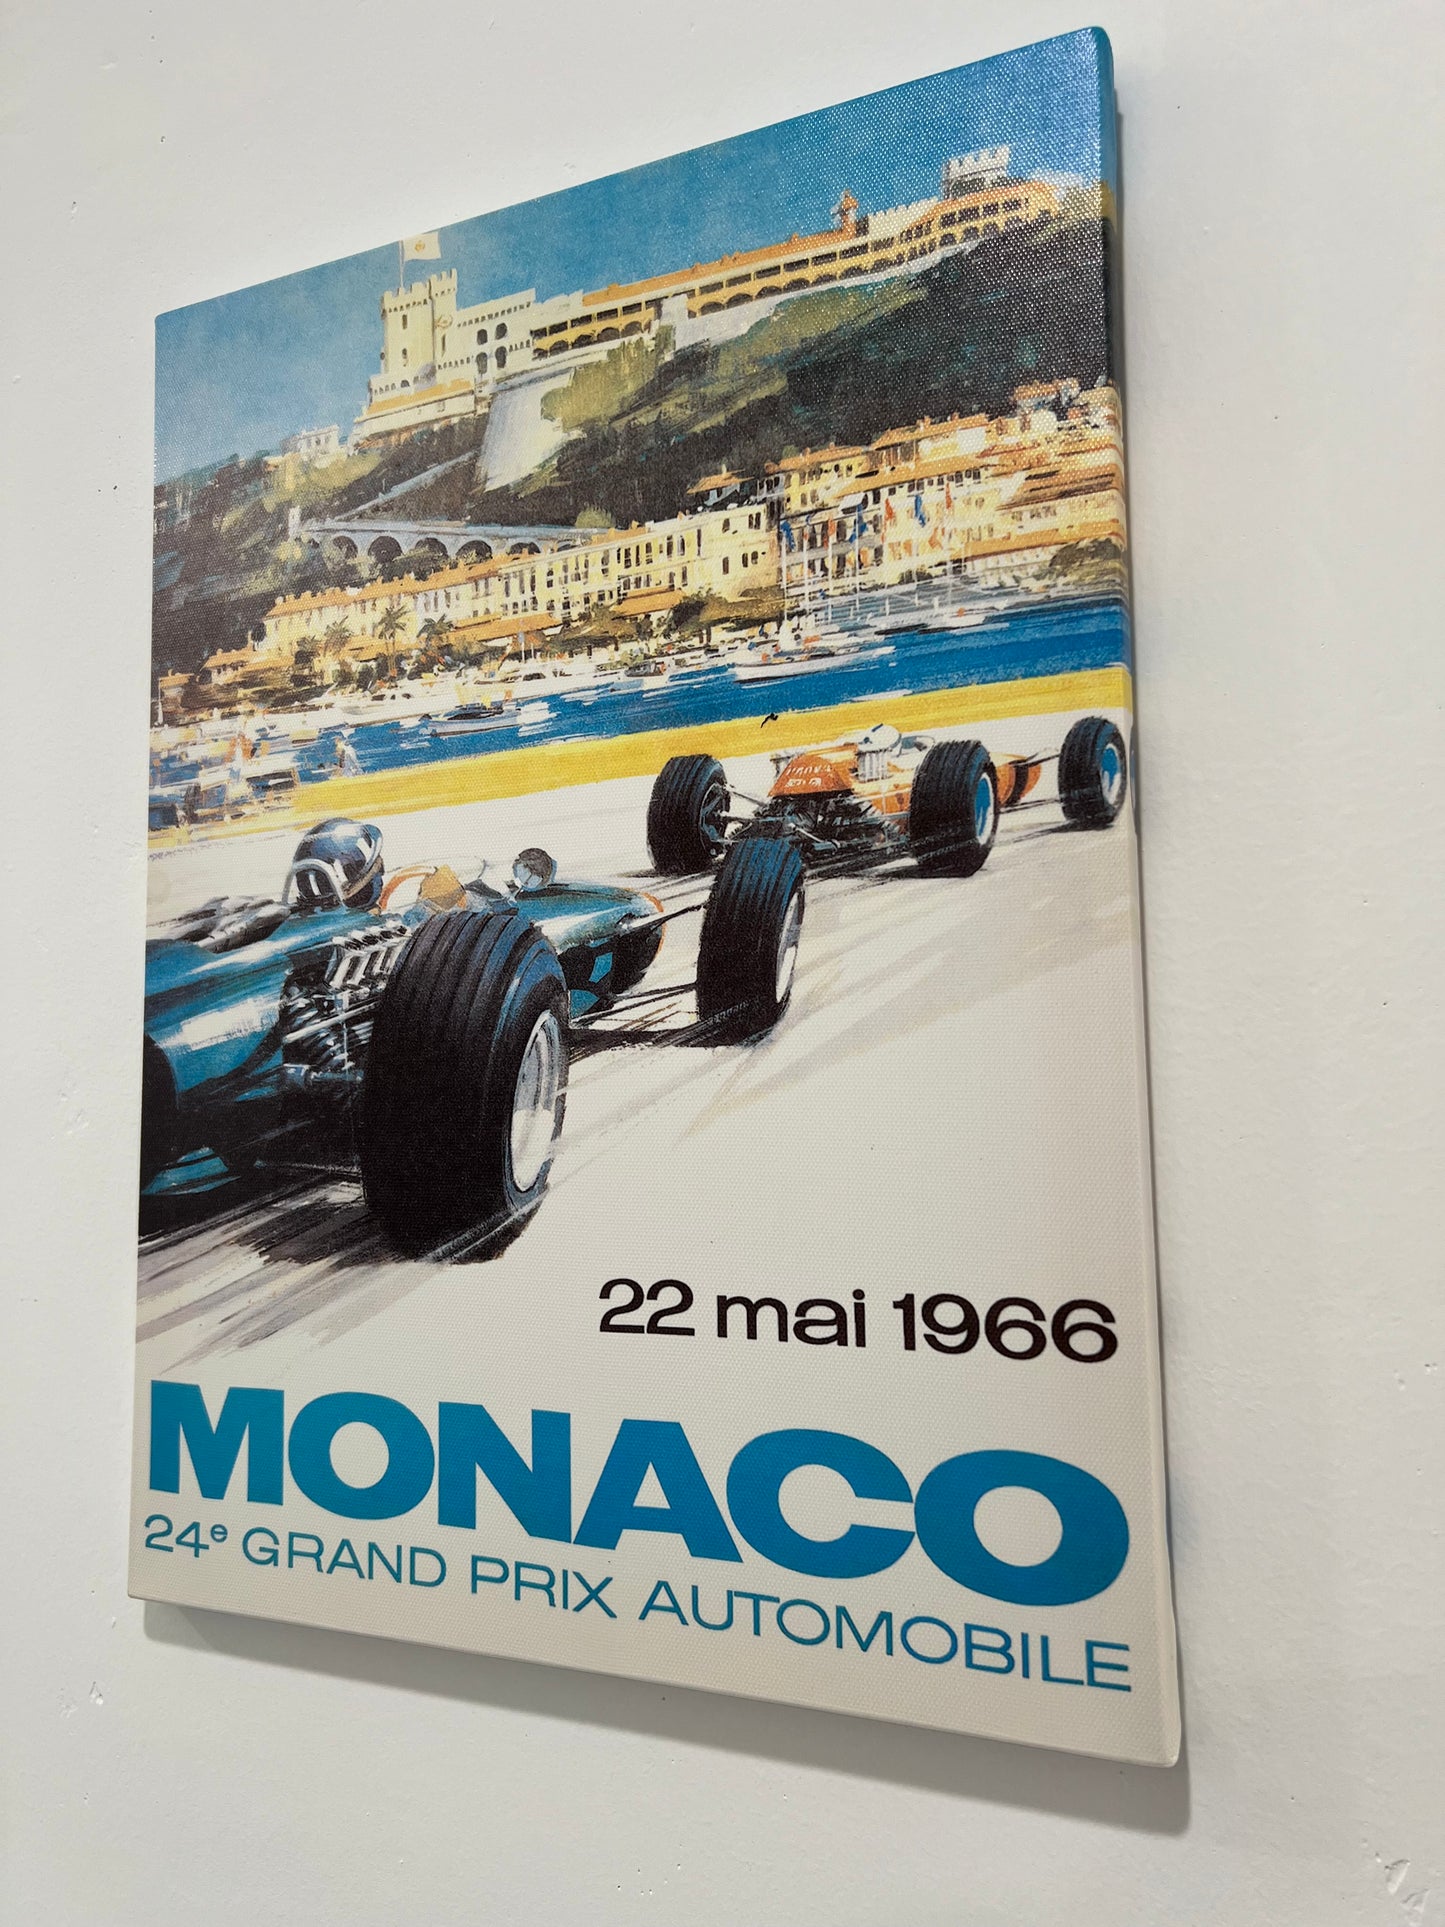 22 mai 1966
MONACO
24e GRAND PRIX AUTOMOBILE